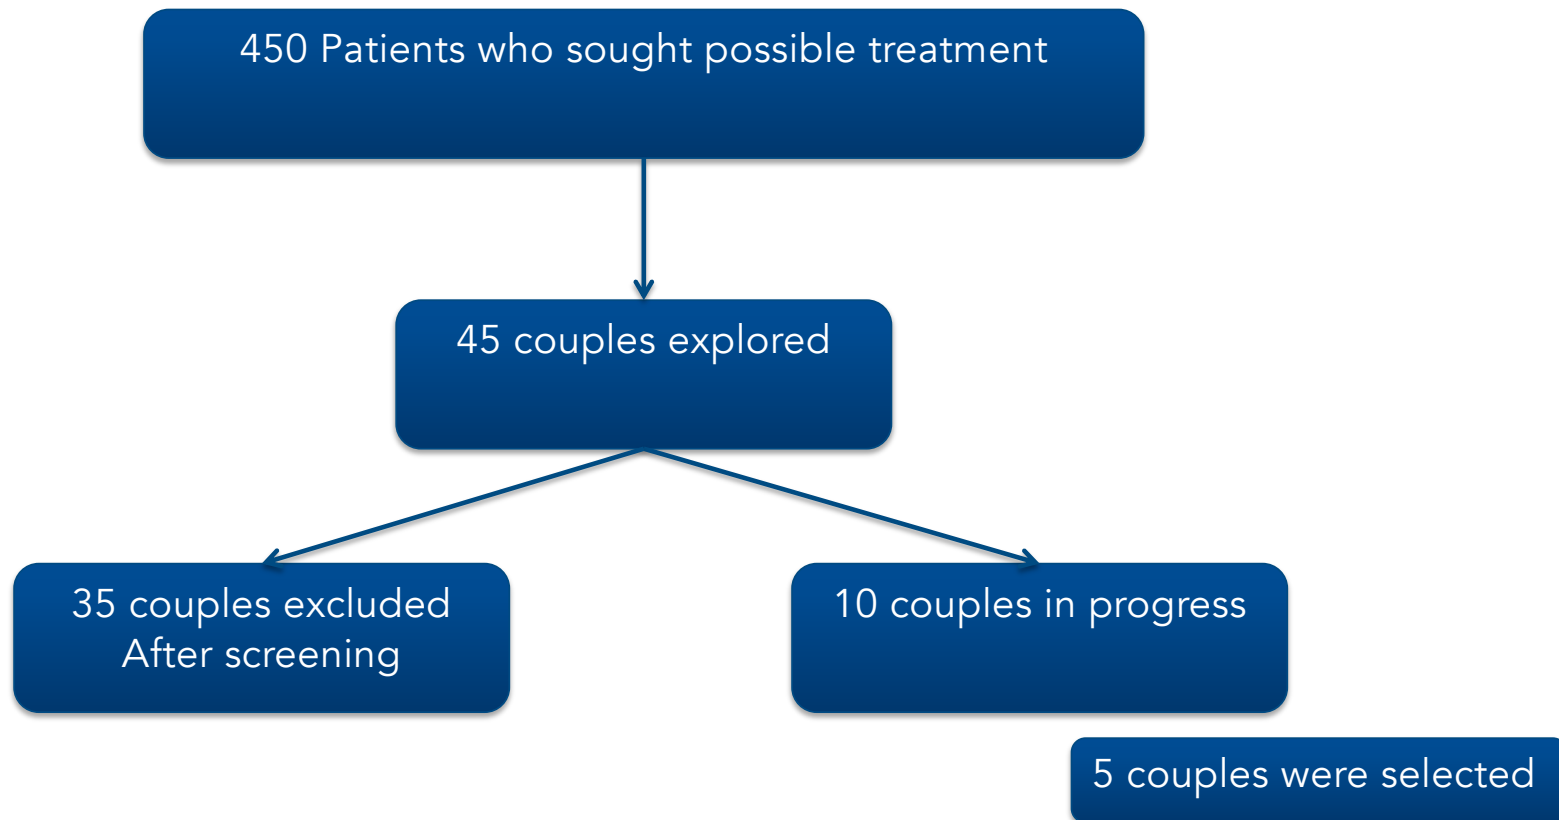 450 Patients who sought possible treatment
45 couples explored
35 couples excluded
After screening
10 couples in progress
5 couples were selected